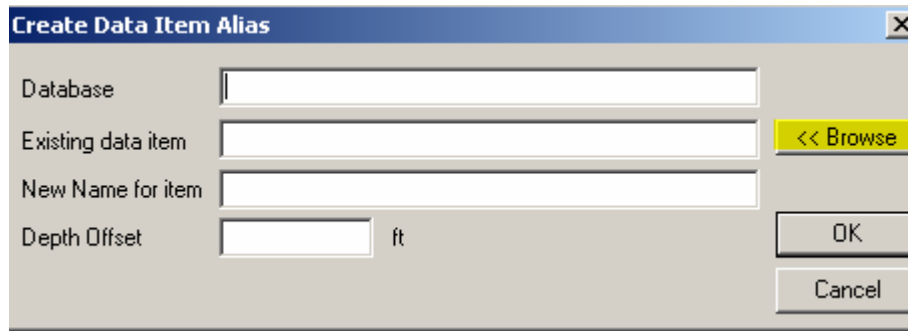 Create Data Item Alias
Database
Existing data item
<< Browse
New Name for item
Depth Offset
ft
OK
Cancel